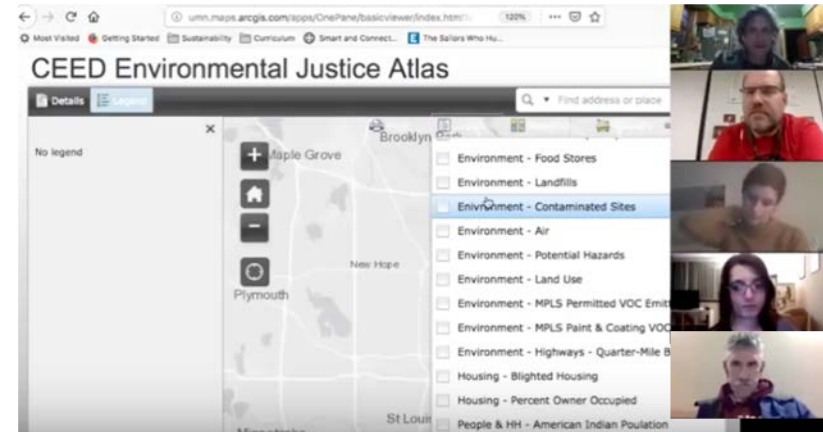 umn.maps.arcgis.com/apps/OnePane/basicviewer/index.html
120%
Most Visited Getting Started Sustainability Curriculum Smart and Connect... The Sailors Who Hu...
CEED Environmental Justice Atlas
Details Legend
Find address or place
No legend
Brooklyn Park
Maple Grove
New Hope
Plymouth
St Loui
Environment - Food Stores
Environment - Landfills
Enivronment - Contaminated Sites
Environment - Air
Environment - Potential Hazards
Environment - Land Use
Environment - MPLS Permitted VOC Emit
Environment - MPLS Paint & Coating VOC
Environment - Highways - Quarter-Mile B
Housing - Blighted Housing
Housing - Percent Owner Occupied
People & HH - American Indian Poulation